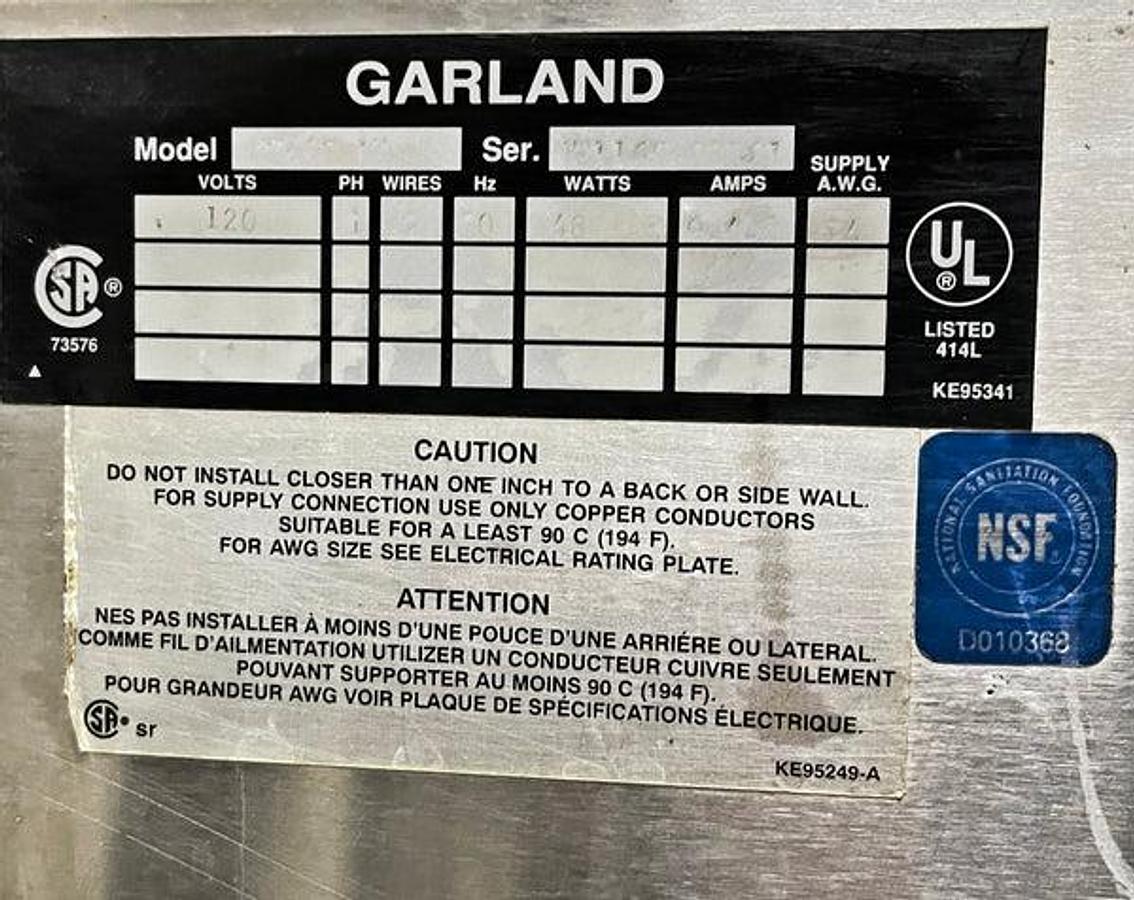 GARLAND
Model Ser.
VOLTS PH WIRES Hz WATTS AMPS SUPPLY A.W.G.
120
SA ®
73576
UL ®
LISTED
414L
KE95341
CAUTION
DO NOT INSTALL CLOSER THAN ONE INCH TO A BACK OR SIDE WALL.
FOR SUPPLY CONNECTION USE ONLY COPPER CONDUCTORS
SUITABLE FOR A LEAST 90 C (194 F).
FOR AWG SIZE SEE ELECTRICAL RATING PLATE.
ATTENTION
NES PAS INSTALLER À MOINS D'UNE POUCE D'UNE ARRIÉRE OU LATERAL.
COMME FIL D'AILMENTATION UTILIZER UN CONDUCTEUR CUIVRE SEULEMENT
POUVANT SUPPORTER AU MOINS 90 C (194 F).
POUR GRANDEUR AWG VOIR PLAQUE DE SPÉCIFICATIONS ÉLECTRIQUE.
SA sr
KE95249-A
NATIONAL SANITATION FOUNDATION
NSF
D010368